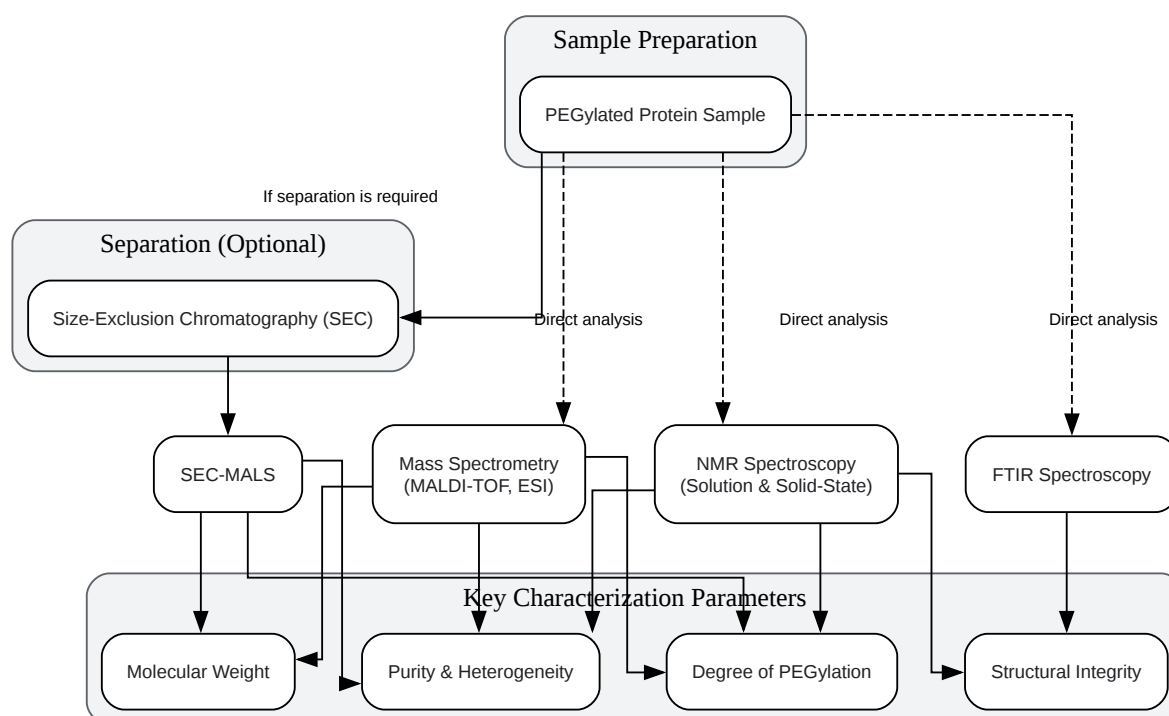 Sample Preparation
PEGylated Protein Sample
If separation is required
Separation (Optional)
Size-Exclusion Chromatography (SEC)
Direct analysis
Direct analysis
Direct analysis
SEC-MALS
Mass Spectrometry
(MALDI-TOF, ESI)
NMR Spectroscopy
(Solution & Solid-State)
FTIR Spectroscopy
Key Characterization Parameters
Molecular Weight
Purity & Heterogeneity
Degree of PEGylation
Structural Integrity